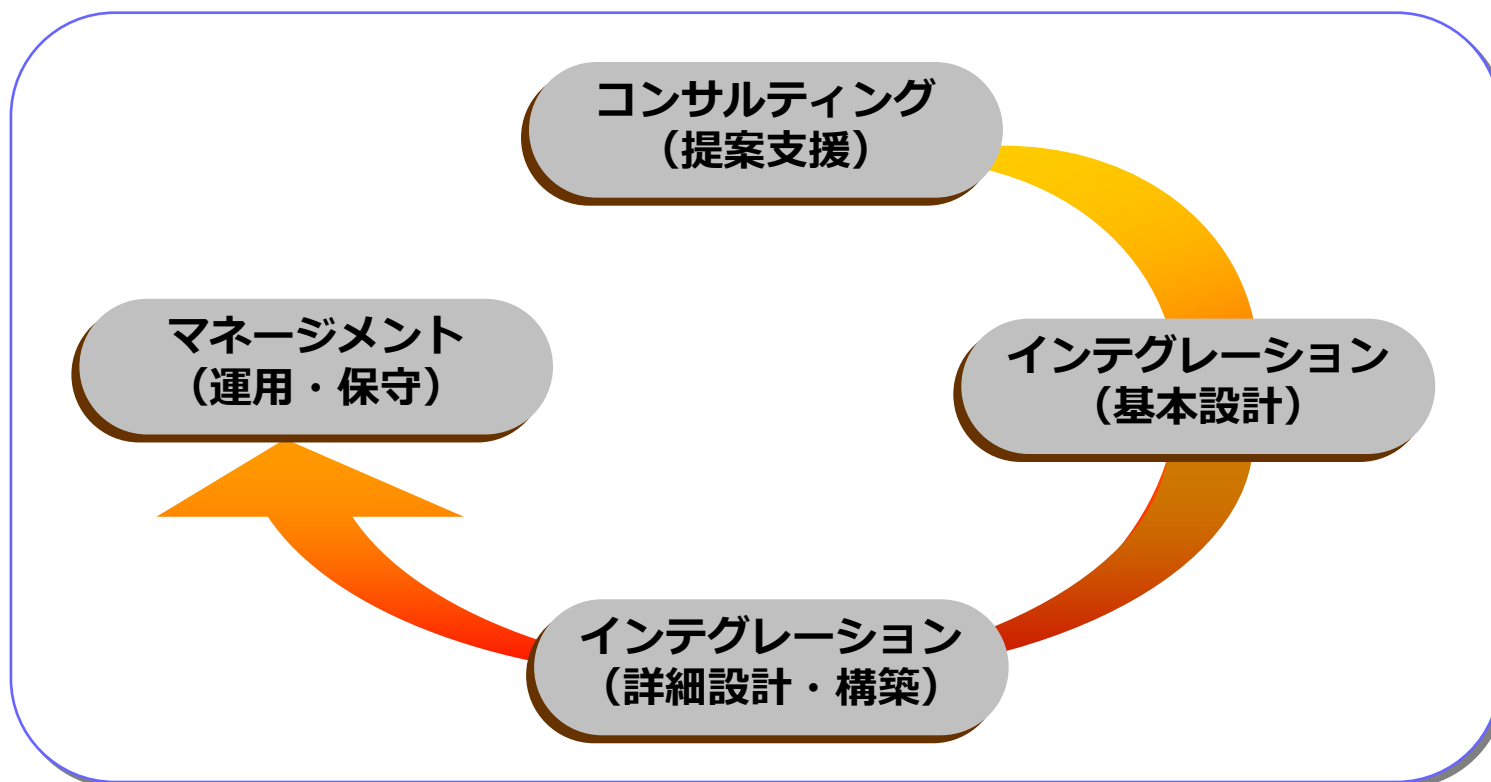 コンサルティング
（提案支援）
インテグレーション
（基本設計）
インテグレーション
（詳細設計・構築）
マネージメント
（運用・保守）